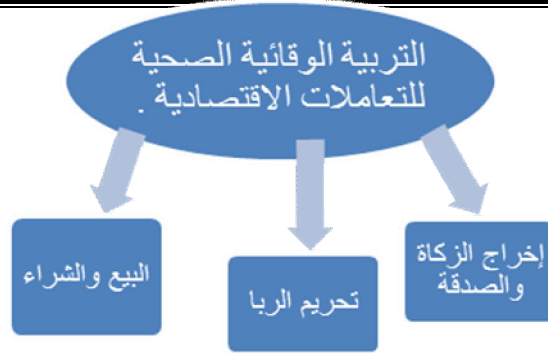 التربية الوقائية الصحية
للتعاملات الاقتصادية .
إخراج الزكاة
والصدقة
تحريم الربا
البيع والشراء